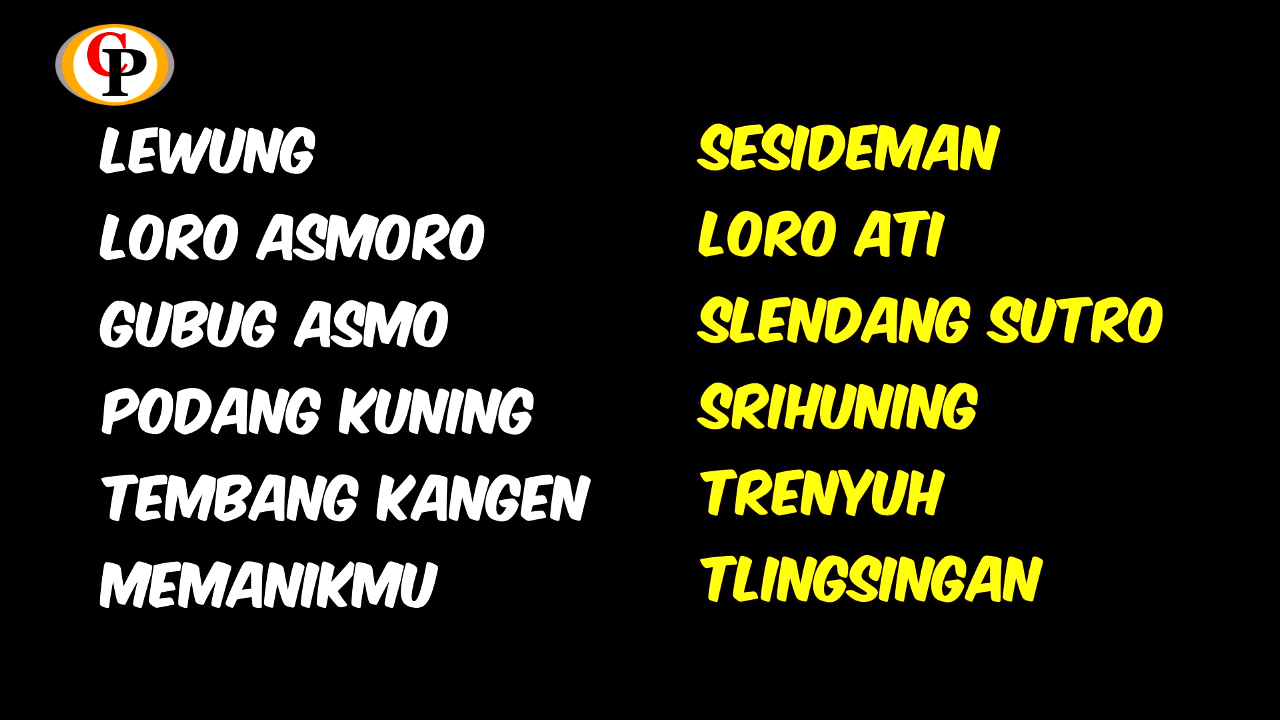 CP
LEWUNG
LORO ASMORO
GUBUG ASMO
PODANG KUNING
TEMBANG KANGEN
MEMANIKMU
SESIDEMAN
LORO ATI
SLENDANG SUTRO
SRIHUNING
TRENYUH
TLINGSINGAN